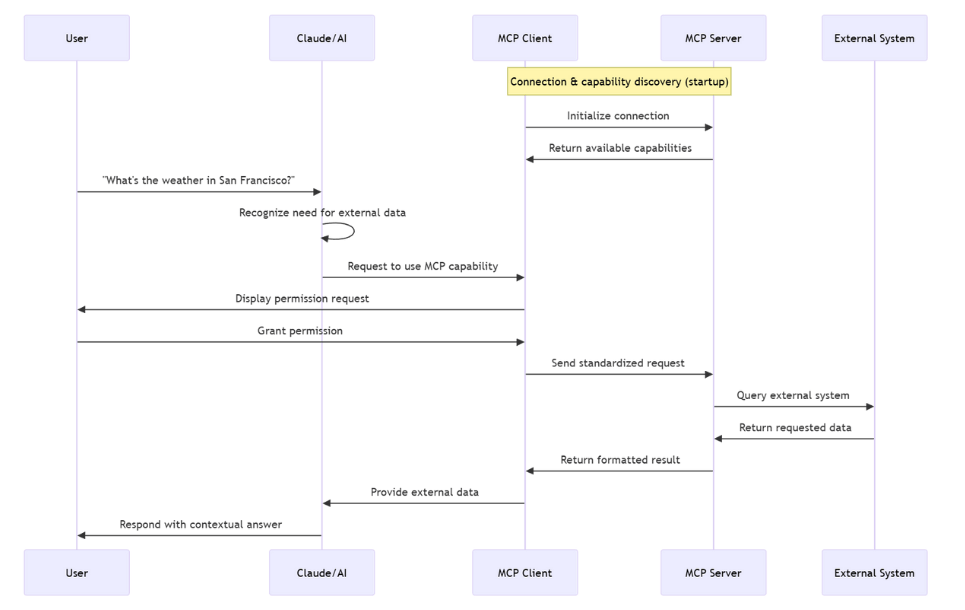 User
Claude/AI
MCP Client
MCP Server
External System
Connection & capability discovery (startup)
Initialize connection
Return available capabilities
"What's the weather in San Francisco?"
Recognize need for external data
Request to use MCP capability
Display permission request
Grant permission
Send standardized request
Query external system
Return requested data
Return formatted result
Provide external data
Respond with contextual answer
User
Claude/AI
MCP Client
MCP Server
External System